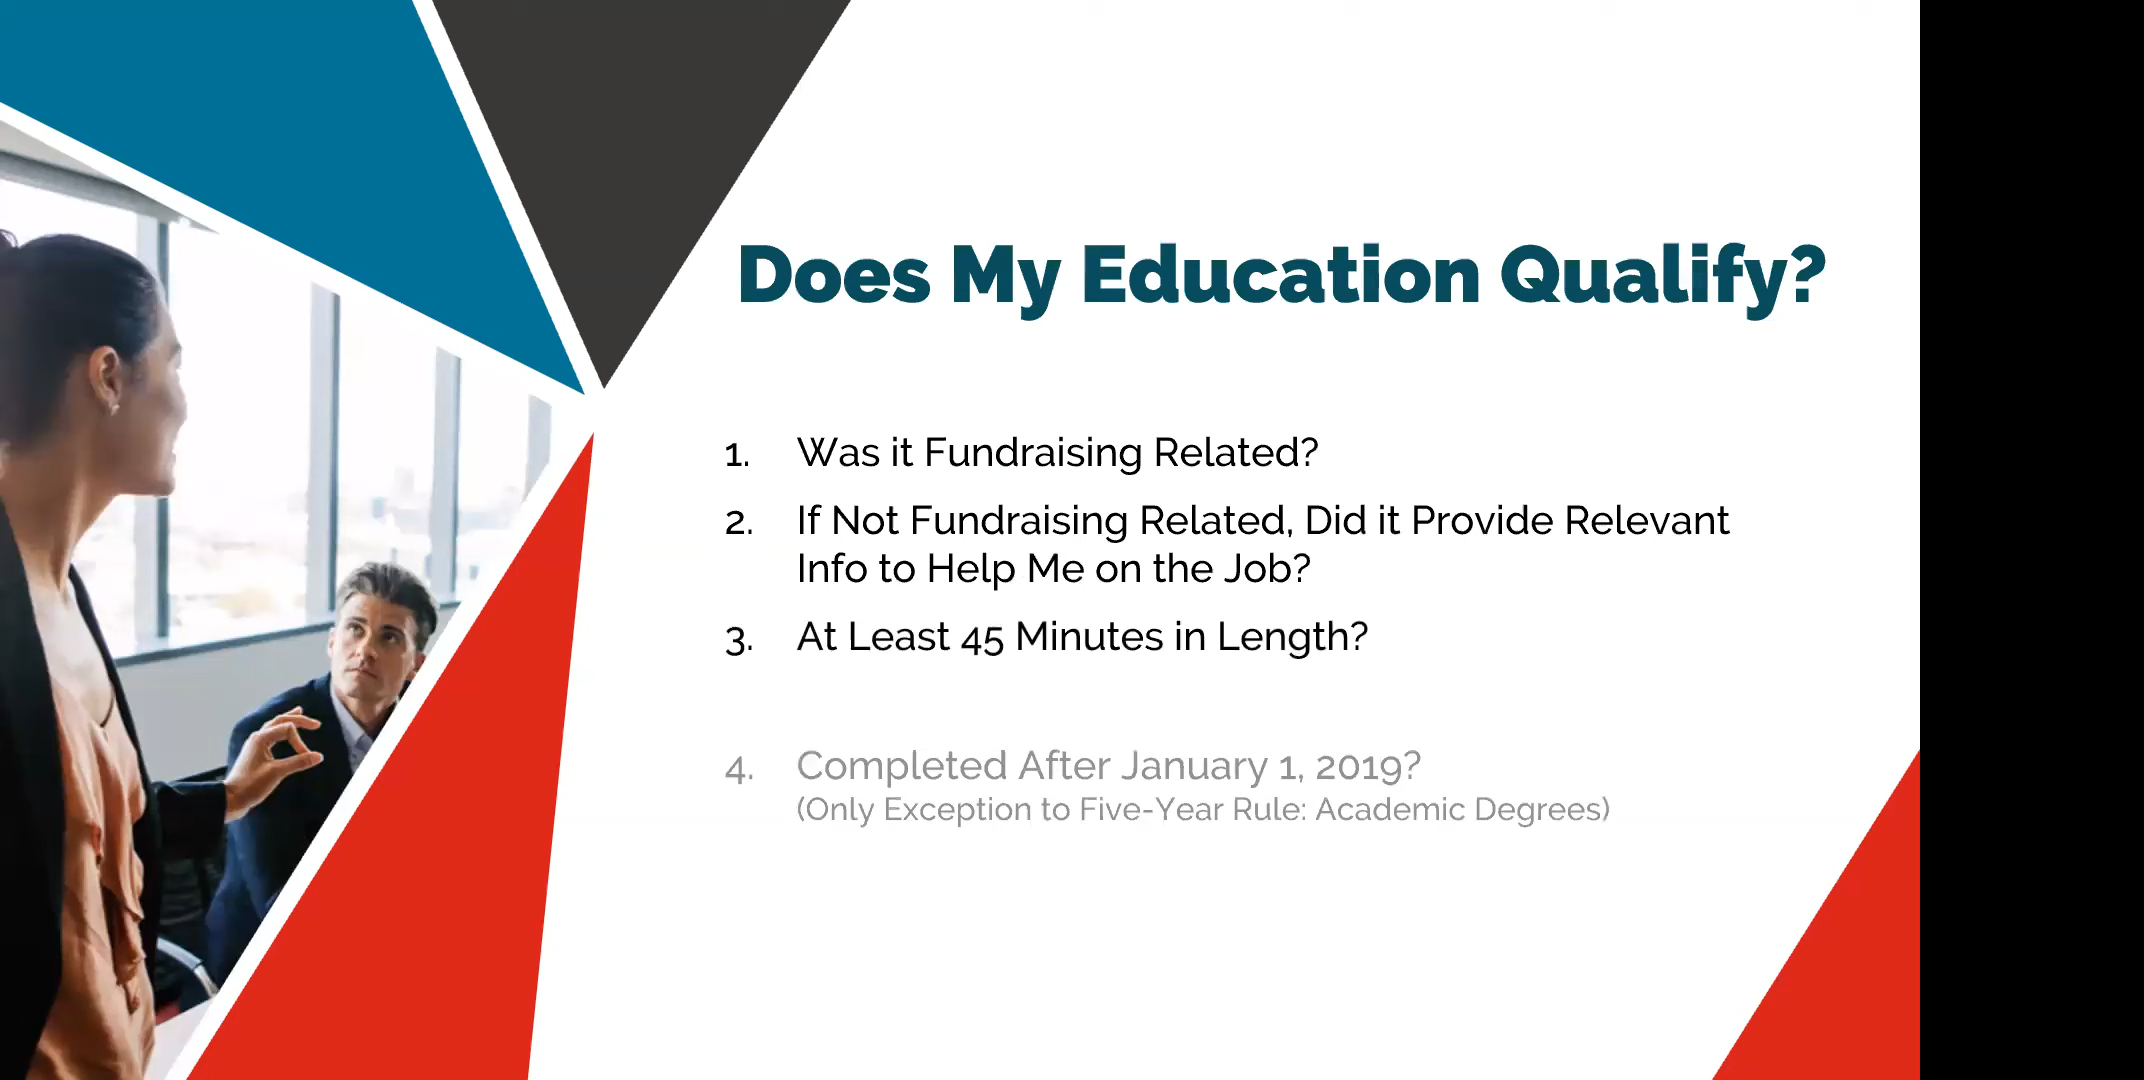 Does My Education Qualify?
1. Was it Fundraising Related?
2. If Not Fundraising Related, Did it Provide Relevant
Info to Help Me on the Job?
3. At Least 45 Minutes in Length?
4. Completed After January 1, 2019?
(Only Exception to Five-Year Rule: Academic Degrees)